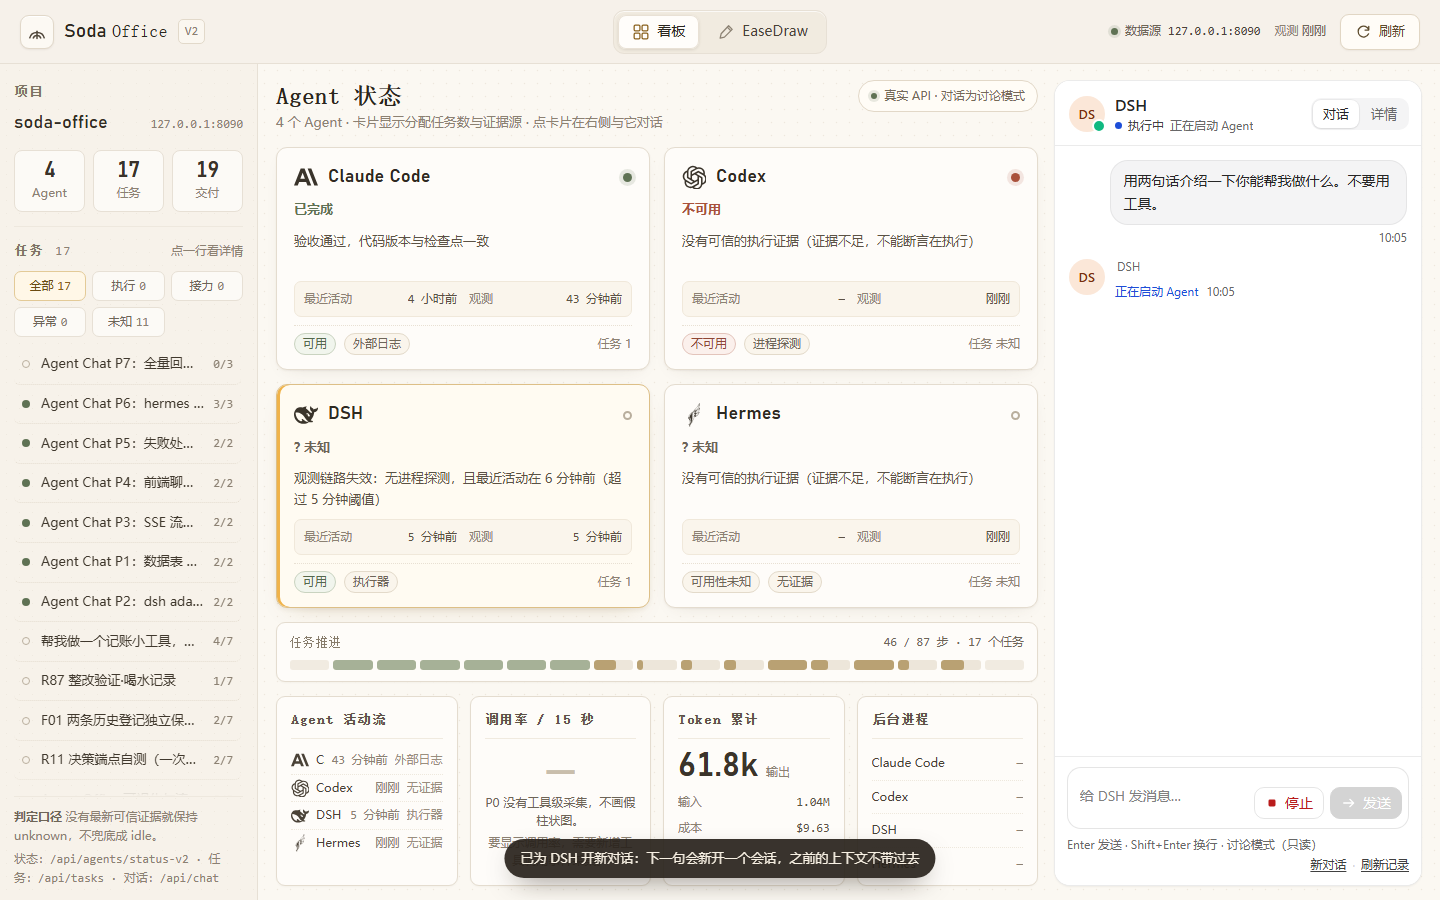 Soda Office V2
看板
EaseDraw
数据源 127.0.0.1:8090 观测 刚刚
刷新
项目
soda-office 127.0.0.1:8090
4 Agent
17 任务
19 交付
任务 17 点一行看详情
全部 17
执行 0
接力 0
异常 0
未知 11
Agent Chat P7：全量回... 0/3
Agent Chat P6：hermes ... 3/3
Agent Chat P5：失败处... 2/2
Agent Chat P4：前端聊... 2/2
Agent Chat P3：SSE 流... 2/2
Agent Chat P1：数据表 ... 2/2
Agent Chat P2：dsh ada... 2/2
帮我做一个记账小工具，... 4/7
R87 整改验证·喝水记录 1/7
F01 两条历史登记独立保... 2/7
R11 决策端点自测（一次... 2/7
判定口径 没有最新可信证据就保持
unknown，不兜底成 idle。
状态：/api/agents/status-v2 · 任
务：/api/tasks · 对话：/api/chat
Agent 状态
4 个 Agent · 卡片显示分配任务数与证据源 · 点卡片在右侧与它对话
真实 API · 对话为讨论模式
Claude Code
已完成
验收通过，代码版本与检查点一致
最近活动 4 小时前 观测 43 分钟前
可用 外部日志 任务 1
Codex
不可用
没有可信的执行证据（证据不足，不能断言在执行）
最近活动 — 观测 刚刚
不可用 进程探测 任务 未知
DSH
? 未知
观测链路失效：无进程探测，且最近活动在 6 分钟前（超
过 5 分钟阈值）
最近活动 5 分钟前 观测 5 分钟前
可用 执行器 任务 1
Hermes
? 未知
没有可信的执行证据（证据不足，不能断言在执行）
最近活动 — 观测 刚刚
可用性未知 无证据 任务 未知
任务推进 46 / 87 步 · 17 个任务
Agent 活动流
C 43 分钟前 外部日志
Codex 刚刚 无证据
DSH 5 分钟前 执行器
Hermes 刚刚 无证据
调用率 / 15 秒
—
P0 没有工具级采集，不画假
柱状图。
Token 累计
61.8k 输出
输入 1.04M
成本 $9.63
后台进程
Claude Code —
Codex —
DSH —
—
已为 DSH 开新对话：下一句会新开一个会话，之前的上下文不带过去
DS
DSH
执行中 正在启动 Agent
对话
详情
用两句话介绍一下你能帮我做什么。不要用
工具。
10:05
DS
DSH
正在启动 Agent 10:05
给 DSH 发消息...
停止
发送
Enter 发送 · Shift+Enter 换行 · 讨论模式（只读）
新对话 · 刷新记录